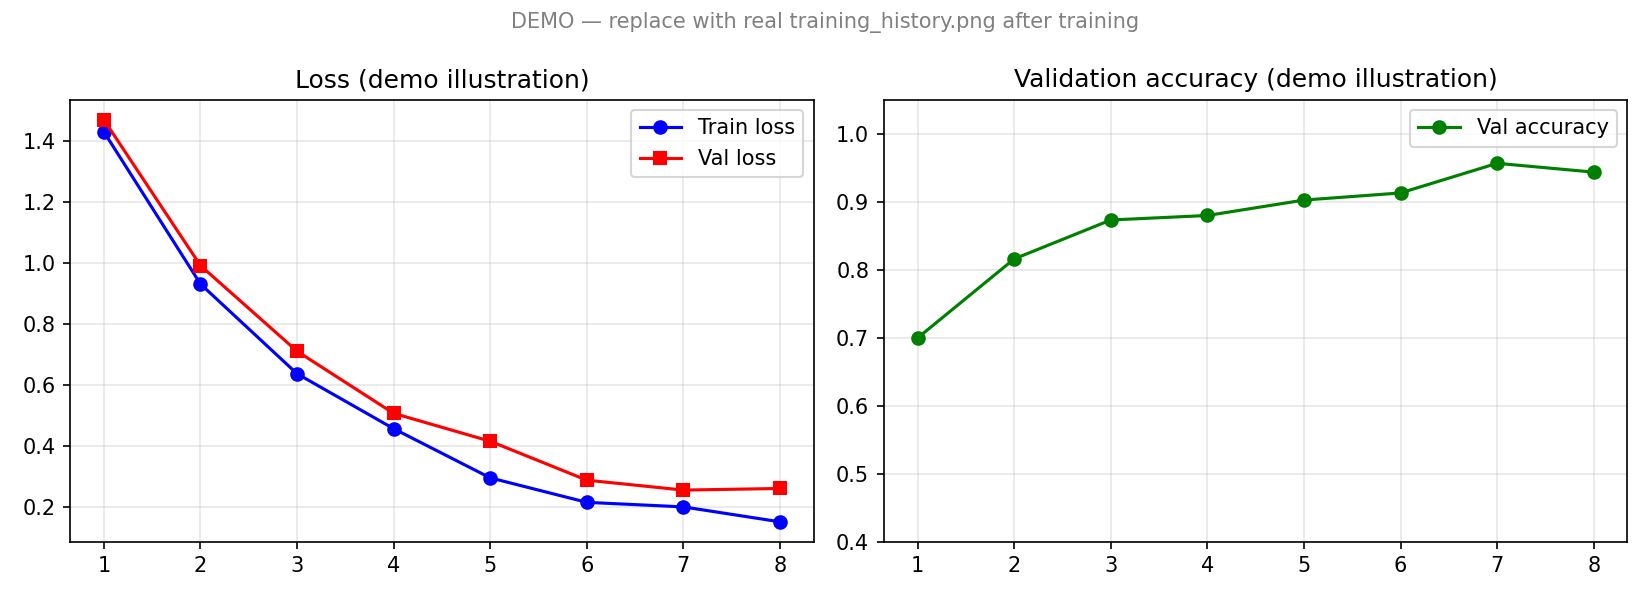 DEMO — replace with real training_history.png after training
Loss (demo illustration)
Train loss
Val loss
1.4
1.2
1.0
0.8
0.6
0.4
0.2
1 2 3 4 5 6 7 8
Validation accuracy (demo illustration)
Val accuracy
1.0
0.9
0.8
0.7
0.6
0.5
0.4
1 2 3 4 5 6 7 8